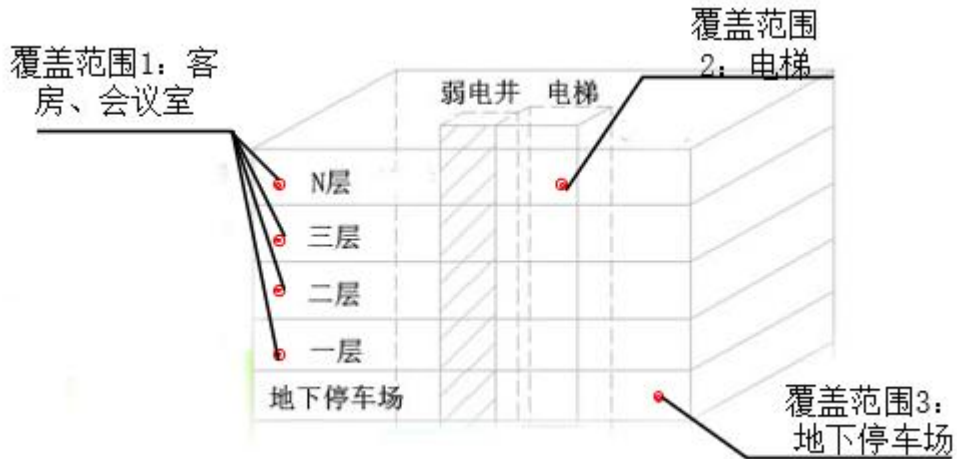 覆盖范围1：客
房、会议室
覆盖范围
2：电梯
弱电井
电梯
N层
三层
二层
一层
地下停车场
覆盖范围3：
地下停车场